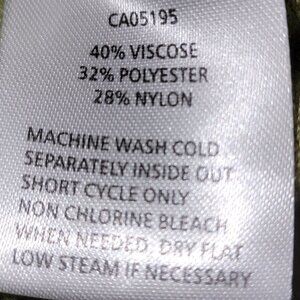 CA05195
40% VISCOSE
32% POLYESTER
28% NYLON
MACHINE WASH COLD
SEPARATELY INSIDE OUT
SHORT CYCLE ONLY
NON CHLORINE BLEACH
WHEN NEEDED, DRY FLAT
LOW STEAM IF NECESSARY